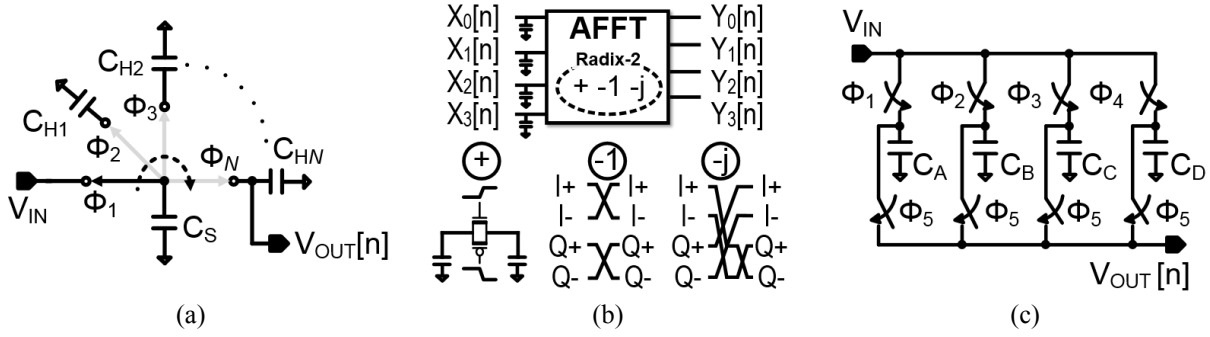 C_H2
C_H1
Φ_3
Φ_2
Φ_N
C_HN
V_IN
Φ_1
C_S
V_OUT[n]
(a)
X_0[n]
X_1[n]
X_2[n]
X_3[n]
AFFT
Radix-2
+ -1 -j
Y_0[n]
Y_1[n]
Y_2[n]
Y_3[n]
+
-1
-j
I+ I+
I- I-
Q+ Q+
Q- Q-
I+ I+
I- I-
Q+ Q+
Q- Q-
(b)
V_IN
Φ_1 Φ_2 Φ_3 Φ_4
C_A C_B C_C C_D
Φ_5 Φ_5 Φ_5 Φ_5
V_OUT[n]
(c)